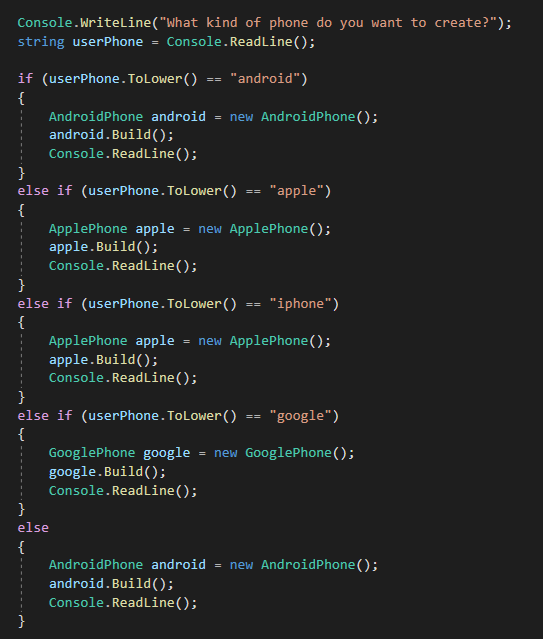 Console.WriteLine("What kind of phone do you want to create?");
string userPhone = Console.ReadLine();

if (userPhone.ToLower() == "android")
{
    AndroidPhone android = new AndroidPhone();
    android.Build();
    Console.ReadLine();
}
else if (userPhone.ToLower() == "apple")
{
    ApplePhone apple = new ApplePhone();
    apple.Build();
    Console.ReadLine();
}
else if (userPhone.ToLower() == "iphone")
{
    ApplePhone apple = new ApplePhone();
    apple.Build();
    Console.ReadLine();
}
else if (userPhone.ToLower() == "google")
{
    GooglePhone google = new GooglePhone();
    google.Build();
    Console.ReadLine();
}
else
{
    AndroidPhone android = new AndroidPhone();
    android.Build();
    Console.ReadLine();
}